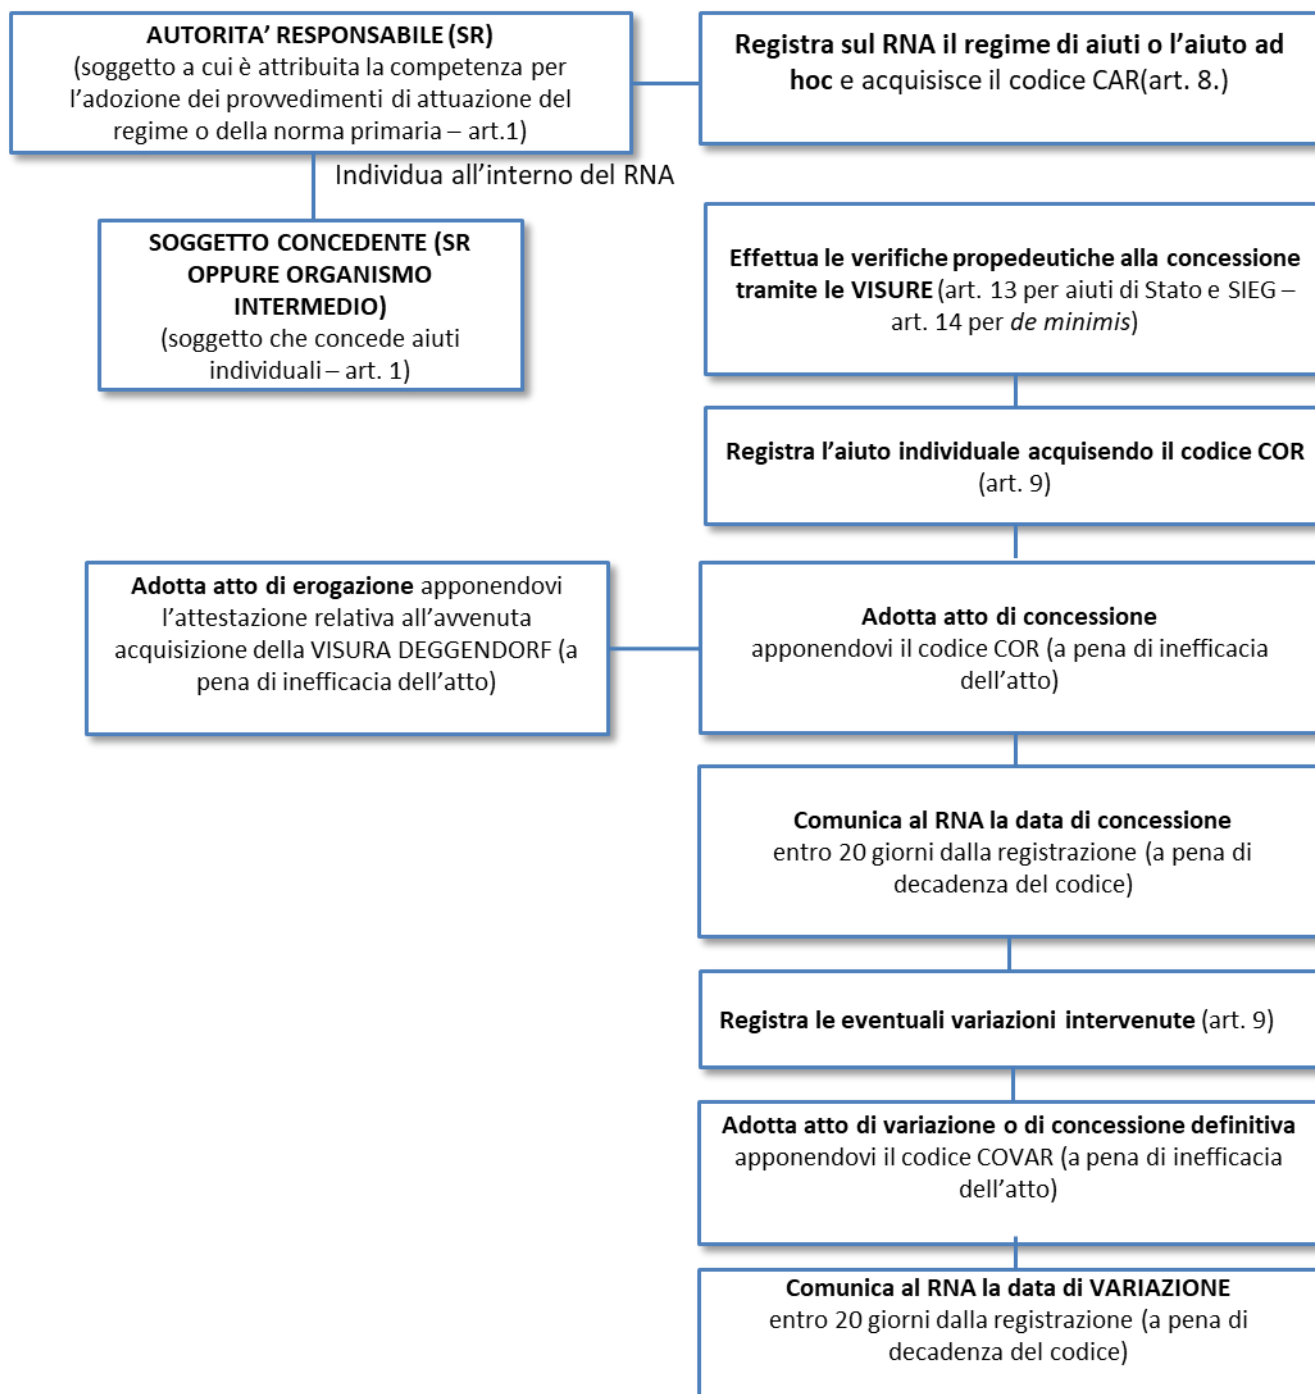 AUTORITA’ RESPONSABILE (SR)
(soggetto a cui è attribuita la competenza per
l’adozione dei provvedimenti di attuazione del
regime o della norma primaria – art.1)
Registra sul RNA il regime di aiuti o l’aiuto ad
hoc e acquisisce il codice CAR(art. 8.)
Individua all’interno del RNA
SOGGETTO CONCEDENTE (SR
OPPURE ORGANISMO
INTERMEDIO)
(soggetto che concede aiuti
individuali – art. 1)
Effettua le verifiche propedeutiche alla concessione
tramite le VISURE (art. 13 per aiuti di Stato e SIEG –
art. 14 per de minimis)
Registra l’aiuto individuale acquisendo il codice COR
(art. 9)
Adotta atto di erogazione apponendovi
l’attestazione relativa all’avvenuta
acquisizione della VISURA DEGGENDORF (a
pena di inefficacia dell’atto)
Adotta atto di concessione
apponendovi il codice COR (a pena di inefficacia
dell’atto)
Comunica al RNA la data di concessione
entro 20 giorni dalla registrazione (a pena di
decadenza del codice)
Registra le eventuali variazioni intervenute (art. 9)
Adotta atto di variazione o di concessione definitiva
apponendovi il codice COVAR (a pena di inefficacia
dell’atto)
Comunica al RNA la data di VARIAZIONE
entro 20 giorni dalla registrazione (a pena di
decadenza del codice)